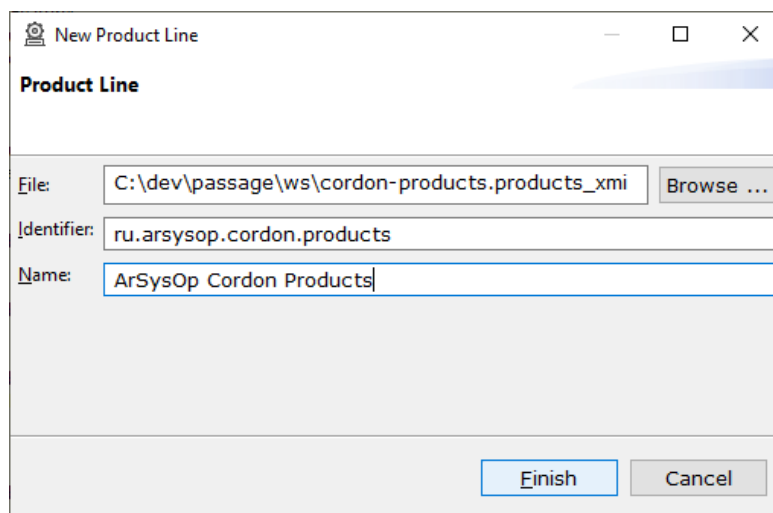 New Product Line
Product Line
File: C:\dev\passage\ws\cordon-products.products_xmi Browse ...
Identifier: ru.arsysop.cordon.products
Name: ArSysOp Cordon Products
Finish Cancel